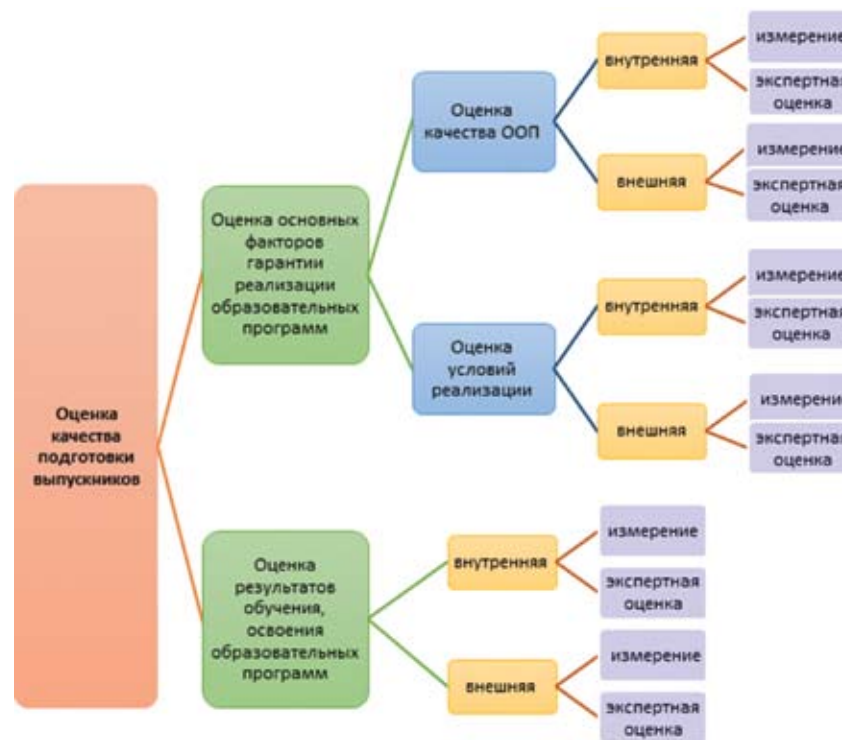 Оценка
качества
подготовки
выпускников
Оценка основных
факторов
гарантии
реализации
образовательных
программ
Оценка
качества ООП
внутренняя
измерение
экспертная
оценка
внешняя
измерение
экспертная
оценка
Оценка
условий
реализации
внутренняя
измерение
экспертная
оценка
внешняя
измерение
экспертная
оценка
Оценка
результатов
обучения,
освоения
образовательных
программ
внутренняя
измерение
экспертная
оценка
внешняя
измерение
экспертная
оценка